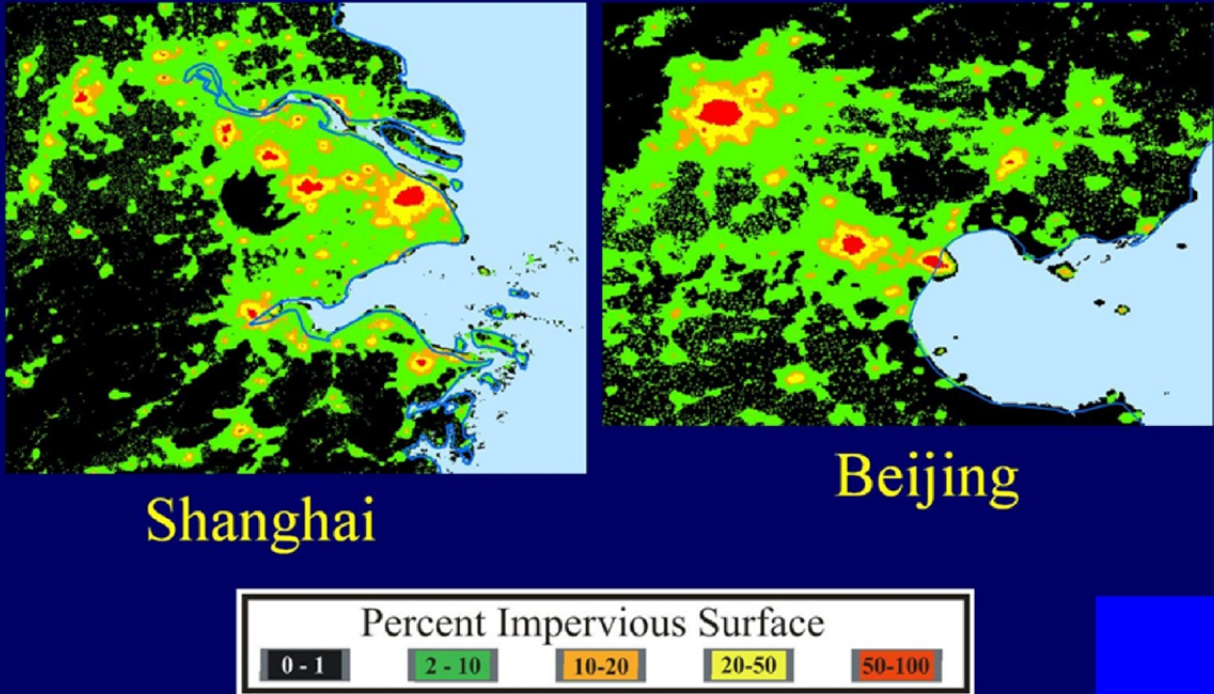 Shanghai
Beijing
Percent Impervious Surface
0 - 1
2 - 10
10-20
20-50
50-100